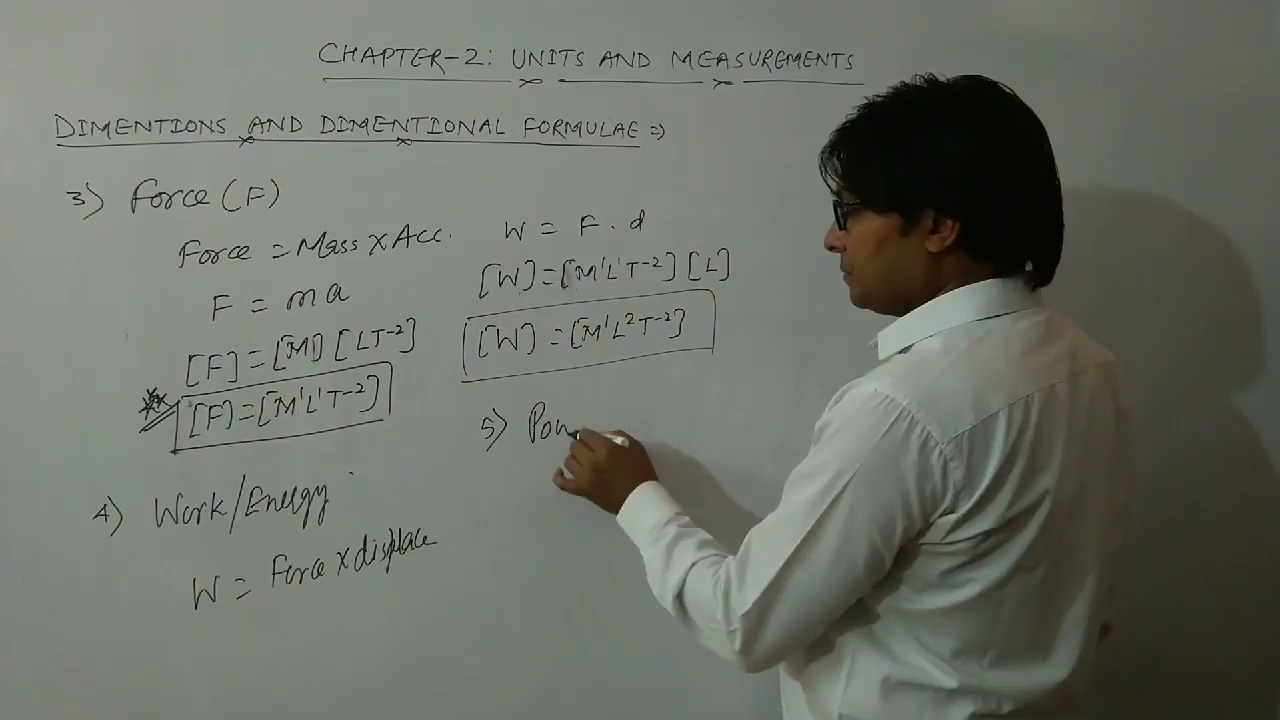 CHAPTER-2: UNITS AND MEASUREMENTS
DIMENTIONS AND DIMENTIONAL FORMULAE ⇒
3) Force (F)
Force = Mass × Acc.
F = ma
[F] = [M] [LT⁻²]
[F] = [M¹L¹T⁻²]
4) Work/Energy
W = Force × displace
W = F . d
[W] = [M¹L¹T⁻²] [L]
[W] = [M¹L²T⁻²]
5) Pow